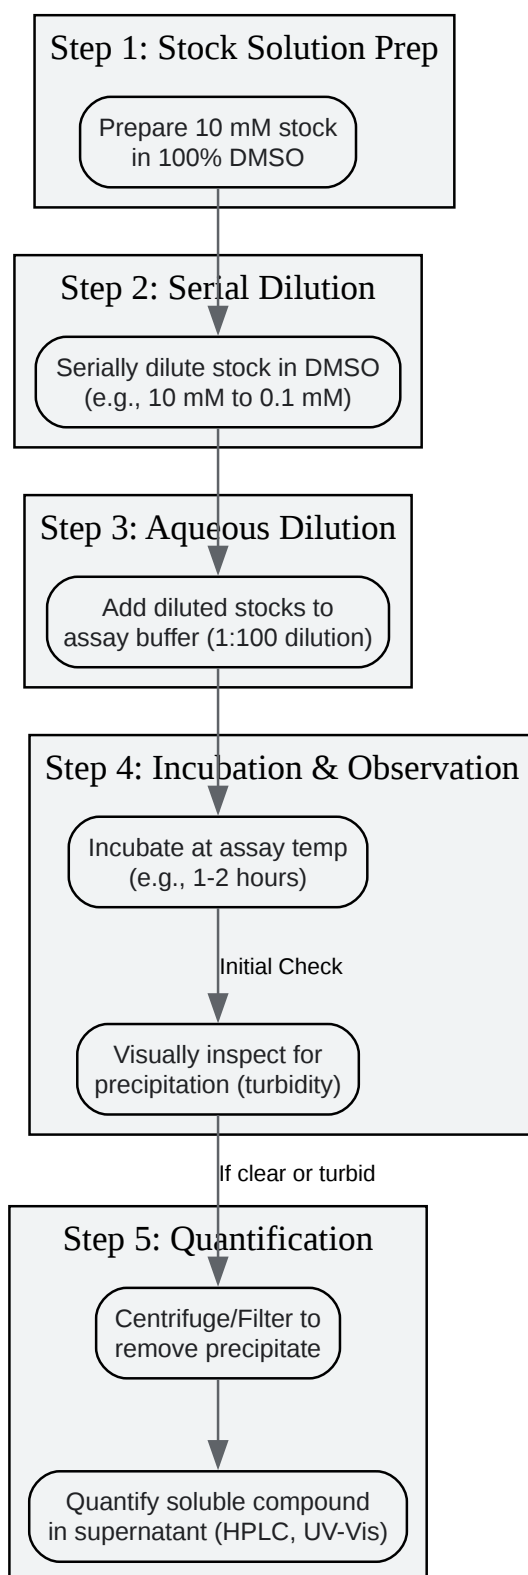 Step 1: Stock Solution Prep
Prepare 10 mM stock
in 100% DMSO
Step 2: Serial Dilution
Serially dilute stock in DMSO
(e.g., 10 mM to 0.1 mM)
Step 3: Aqueous Dilution
Add diluted stocks to
assay buffer (1:100 dilution)
Step 4: Incubation & Observation
Incubate at assay temp
(e.g., 1-2 hours)
Initial Check
Visually inspect for
precipitation (turbidity)
If clear or turbid
Step 5: Quantification
Centrifuge/Filter to
remove precipitate
Quantify soluble compound
in supernatant (HPLC, UV-Vis)